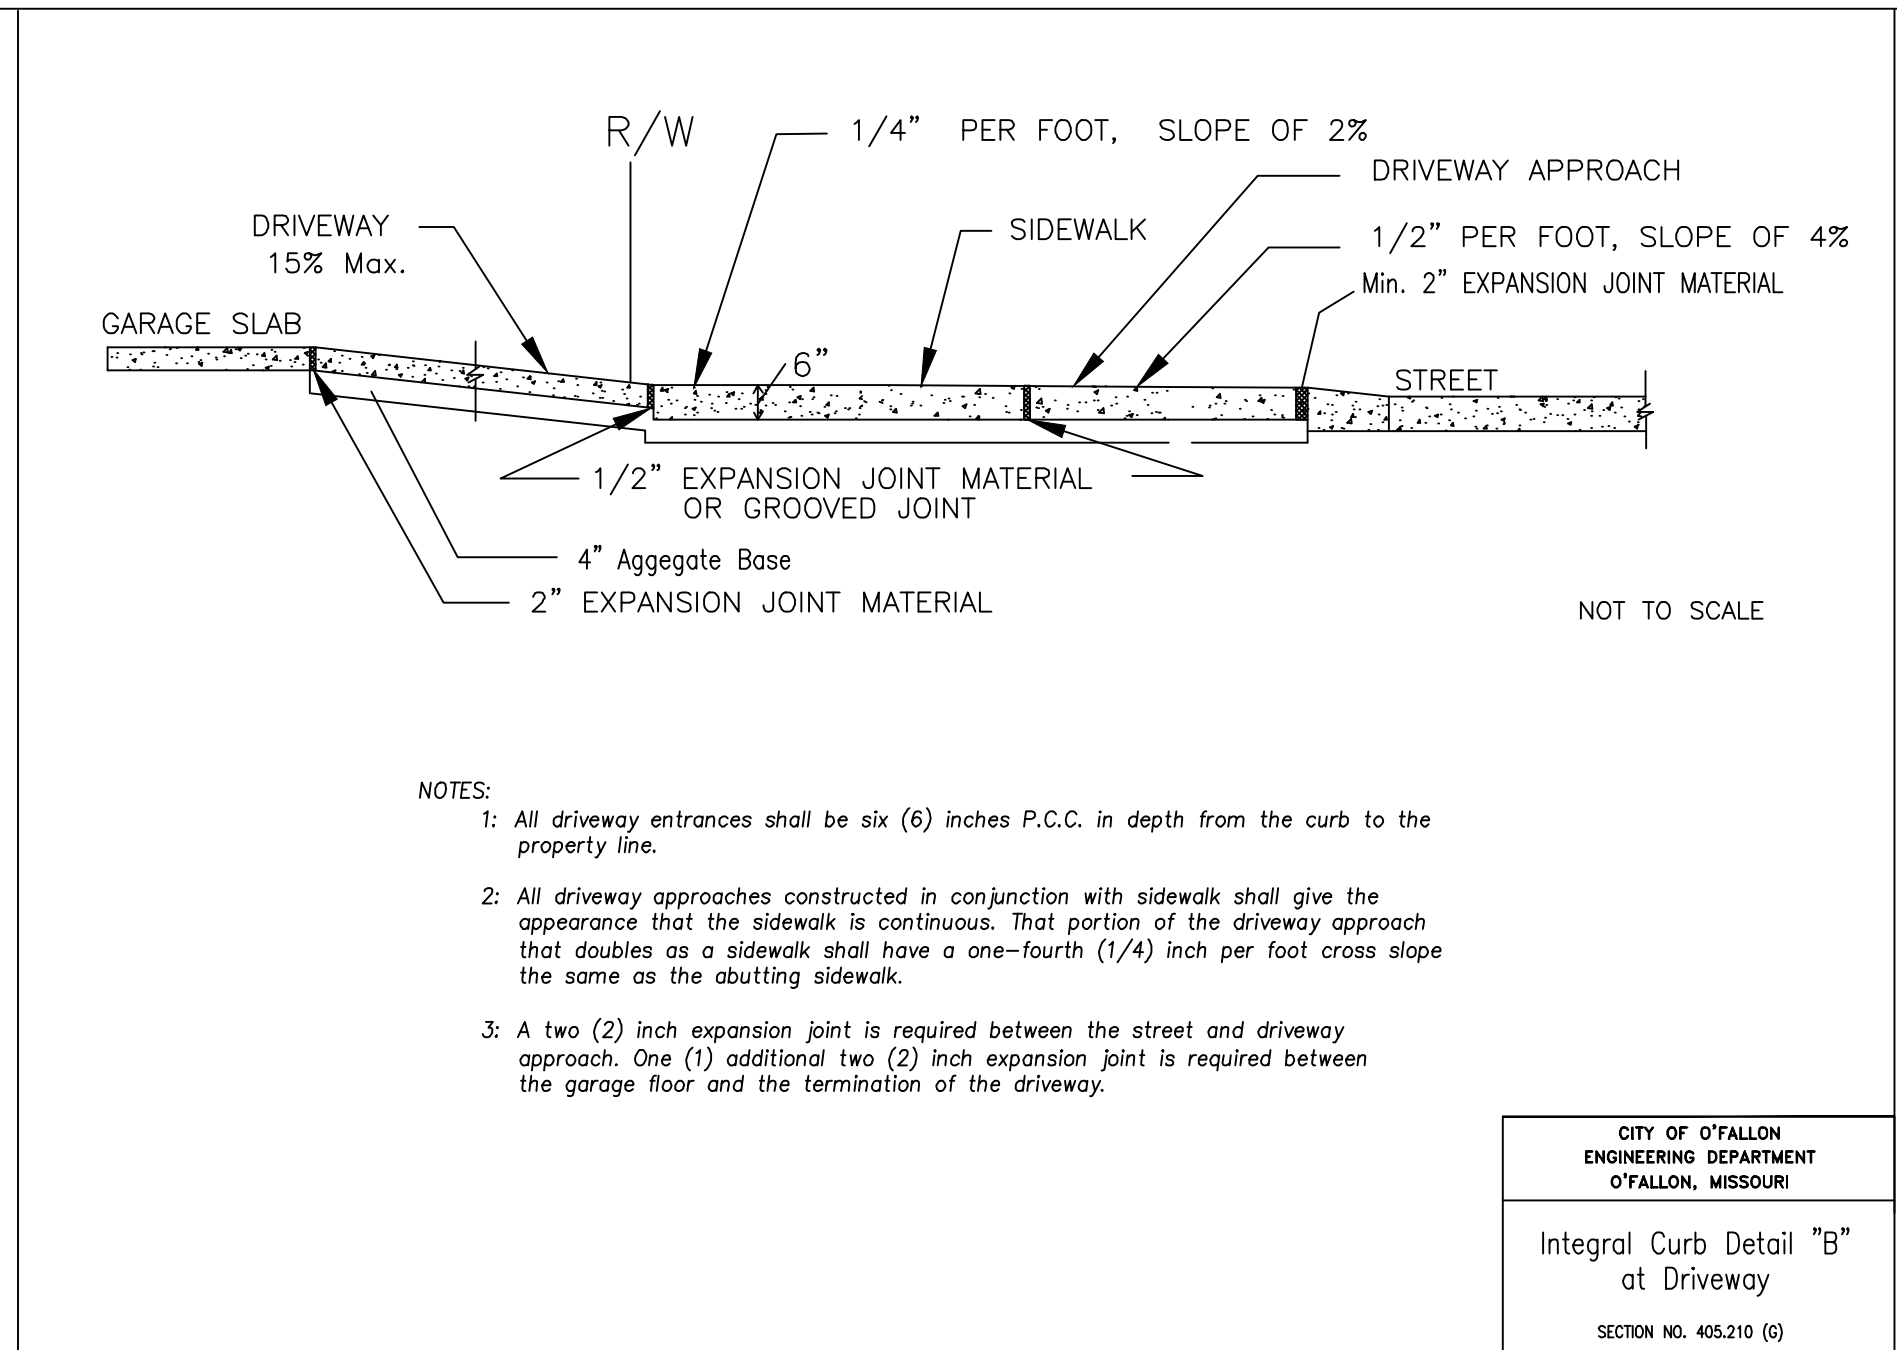 R/W
1/4" PER FOOT, SLOPE OF 2%
DRIVEWAY APPROACH
DRIVEWAY
15% Max.
SIDEWALK
1/2" PER FOOT, SLOPE OF 4%
Min. 2" EXPANSION JOINT MATERIAL
GARAGE SLAB
6"
STREET
1/2" EXPANSION JOINT MATERIAL
OR GROOVED JOINT
4" Aggegate Base
2" EXPANSION JOINT MATERIAL
NOT TO SCALE
NOTES:
1: All driveway entrances shall be six (6) inches P.C.C. in depth from the curb to the
property line.
2: All driveway approaches constructed in conjunction with sidewalk shall give the
appearance that the sidewalk is continuous. That portion of the driveway approach
that doubles as a sidewalk shall have a one-fourth (1/4) inch per foot cross slope
the same as the abutting sidewalk.
3: A two (2) inch expansion joint is required between the street and driveway
approach. One (1) additional two (2) inch expansion joint is required between
the garage floor and the termination of the driveway.
CITY OF O'FALLON
ENGINEERING DEPARTMENT
O'FALLON, MISSOURI
Integral Curb Detail "B"
at Driveway
SECTION NO. 405.210 (G)